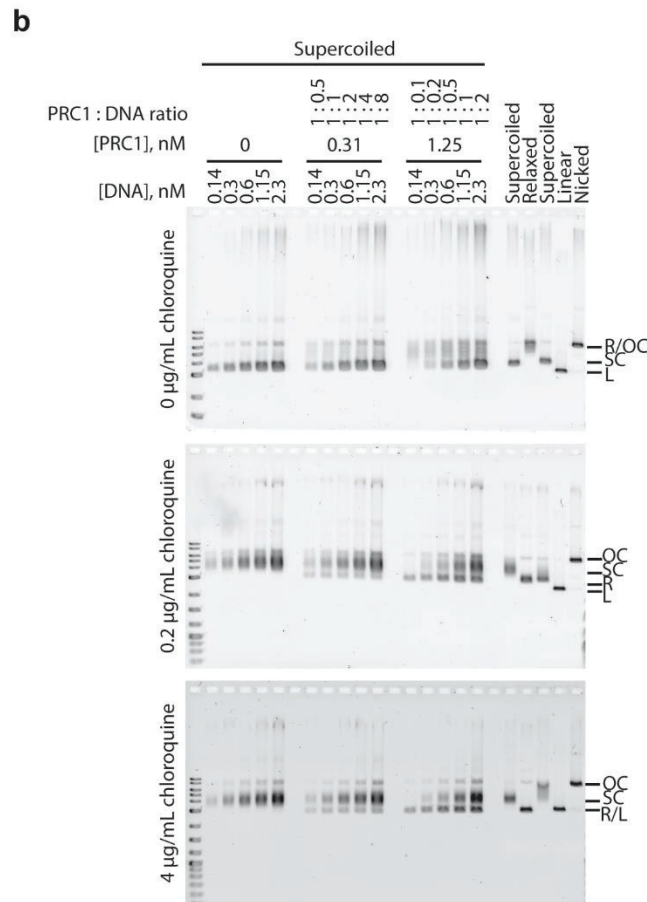 b
Supercoiled
PRC1 : DNA ratio
1 : 0.5
1 : 1
1 : 2
1 : 4
1 : 8
1 : 0.1
1 : 0.2
1 : 0.5
1 : 1
1 : 2
[PRC1], nM
0
0.31
1.25
[DNA], nM
0.14
0.3
0.6
1.15
2.3
0.14
0.3
0.6
1.15
2.3
0.14
0.3
0.6
1.15
2.3
Supercoiled
Relaxed
Supercoiled
Linear
Nicked
0 µg/mL chloroquine
R/OC
SC
L
0.2 µg/mL chloroquine
OC
SC
R
L
4 µg/mL chloroquine
OC
SC
R/L